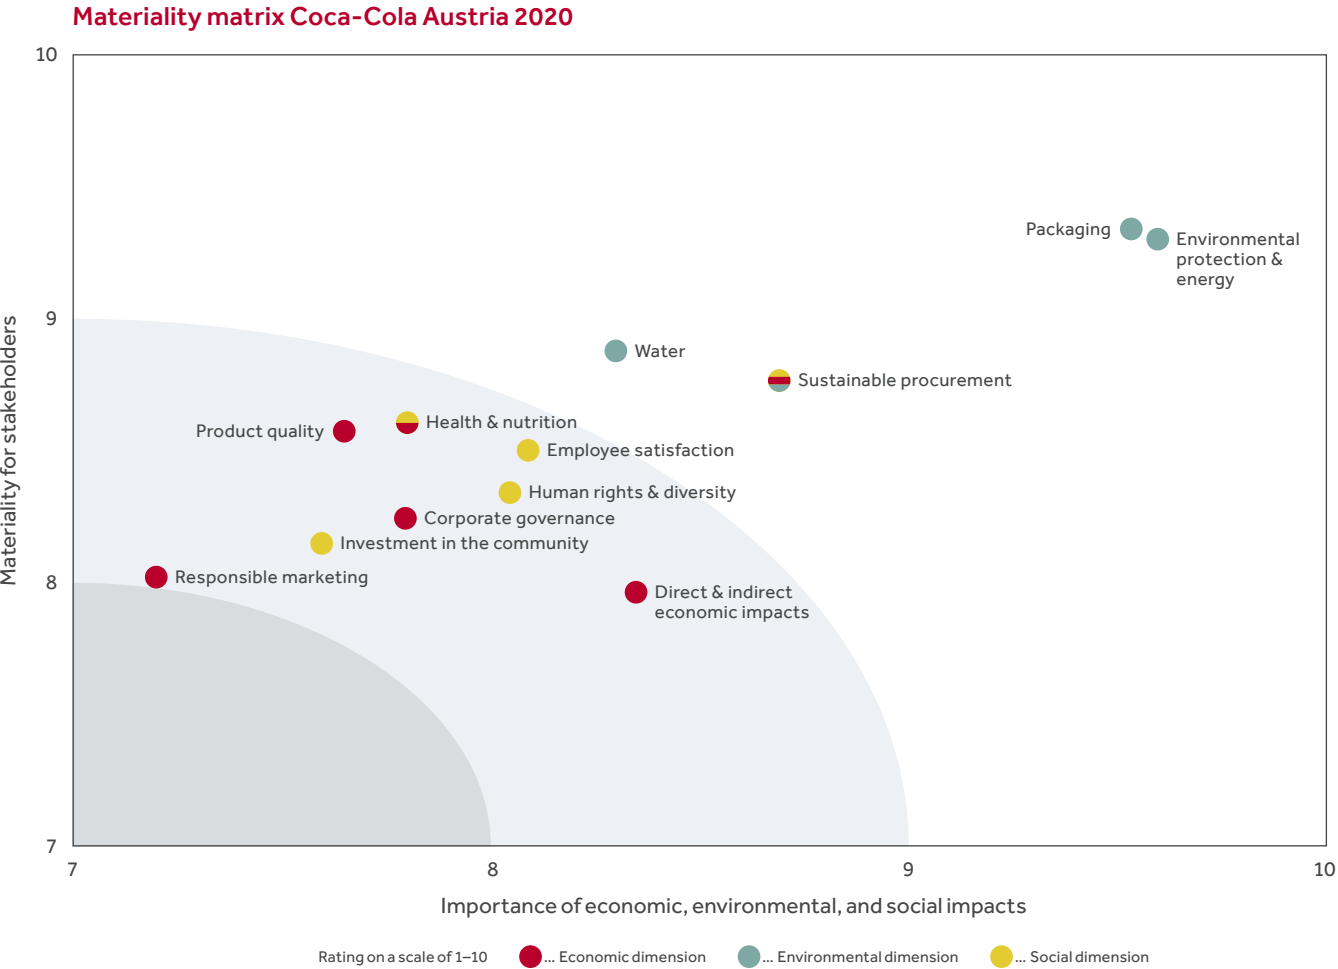 Materiality matrix Coca-Cola Austria 2020
10
9
8
7
Materiality for stakeholders
Packaging
Environmental
protection &
energy
Water
Sustainable procurement
Health & nutrition
Product quality
Employee satisfaction
Human rights & diversity
Corporate governance
Investment in the community
Responsible marketing
Direct & indirect
economic impacts
7 8 9 10
Importance of economic, environmental, and social impacts
Rating on a scale of 1–10 ... Economic dimension ... Environmental dimension ... Social dimension